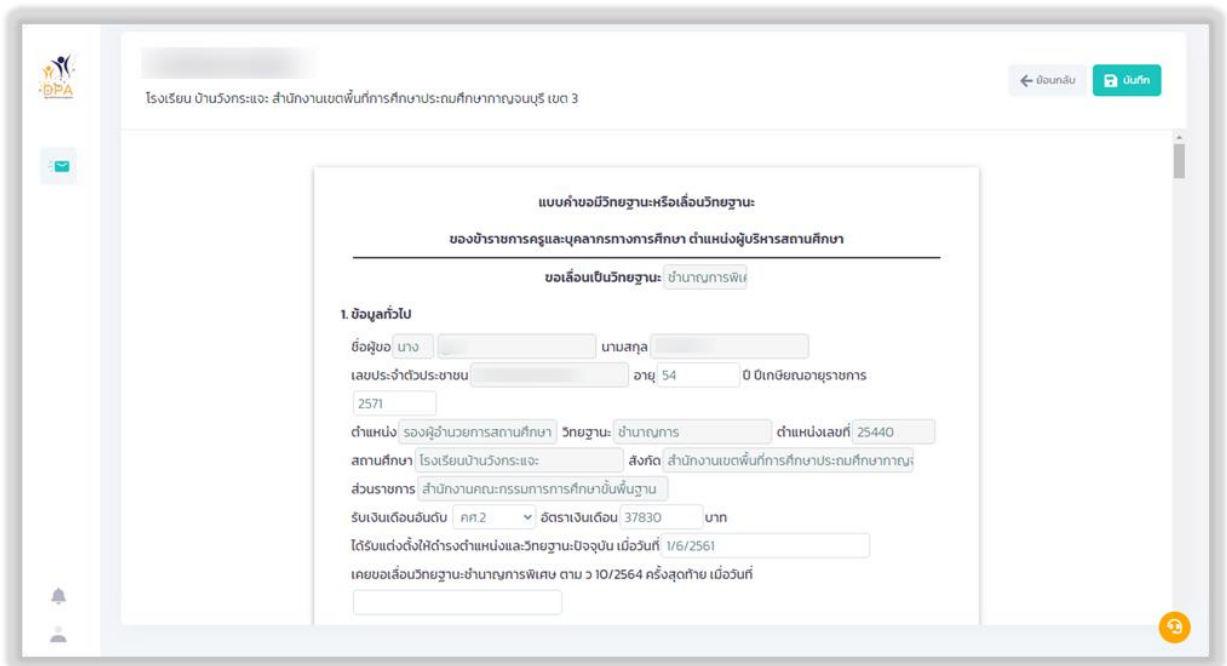 DPA
← ย้อนกลับ บันทึก
โรงเรียน บ้านวังกระแจะ สำนักงานเขตพื้นที่การศึกษาประถมศึกษากาญจนบุรี เขต 3
แบบคำขอมีวิทยฐานะหรือเลื่อนวิทยฐานะ
ของข้าราชการครูและบุคลากรทางการศึกษา ตำแหน่งผู้บริหารสถานศึกษา
ขอเลื่อนเป็นวิทยฐานะ ชำนาญการพิเศ
1. ข้อมูลทั่วไป
ชื่อผู้ขอ นาง นามสกุล
เลขประจำตัวประชาชน อายุ 54 ปี ปีเกษียณอายุราชการ
2571
ตำแหน่ง รองผู้อำนวยการสถานศึกษา วิทยฐานะ ชำนาญการ ตำแหน่งเลขที่ 25440
สถานศึกษา โรงเรียนบ้านวังกระแจะ สังกัด สำนักงานเขตพื้นที่การศึกษาประถมศึกษากาญจ
ส่วนราชการ สำนักงานคณะกรรมการการศึกษาขั้นพื้นฐาน
รับเงินเดือนอันดับ คศ.2 อัตราเงินเดือน 37830 บาท
ได้รับแต่งตั้งให้ดำรงตำแหน่งและวิทยฐานะปัจจุบัน เมื่อวันที่ 1/6/2561
เคยขอเลื่อนวิทยฐานะชำนาญการพิเศษ ตาม ว 10/2564 ครั้งสุดท้าย เมื่อวันที่